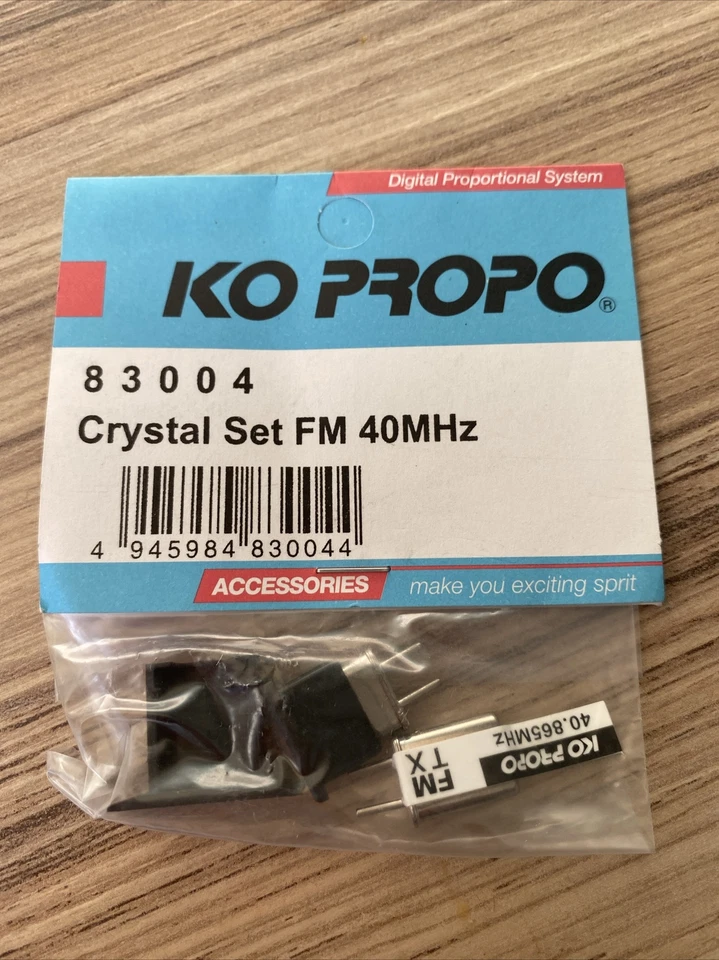 Digital Proportional System
KO PROPO®
83004
Crystal Set FM 40MHz
4 945984 830044
ACCESSORIES make you exciting sprit
FM
TX
KO PROPO
40.865MHz